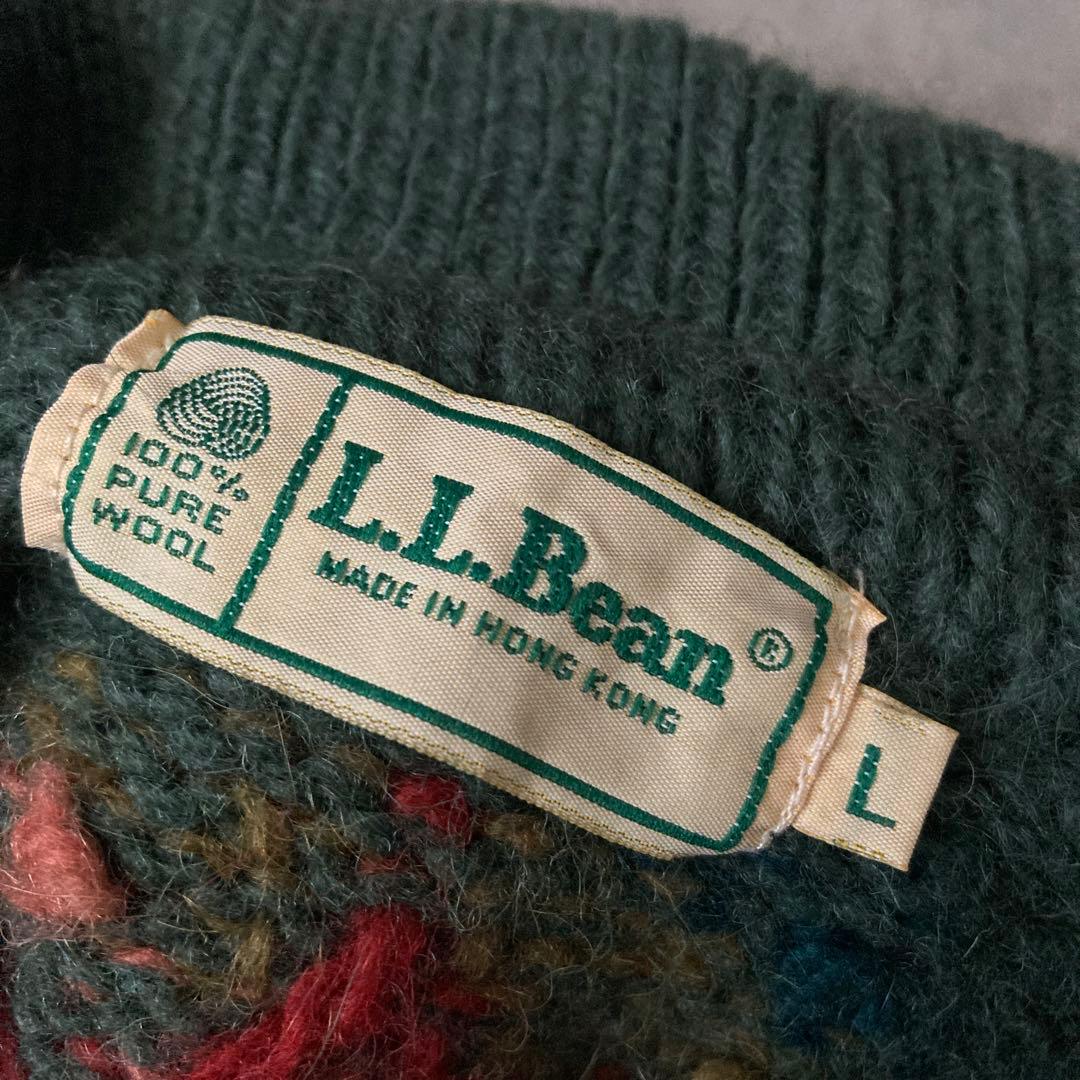 100%
PURE
WOOL
L.L.Bean®
MADE IN HONG KONG
L